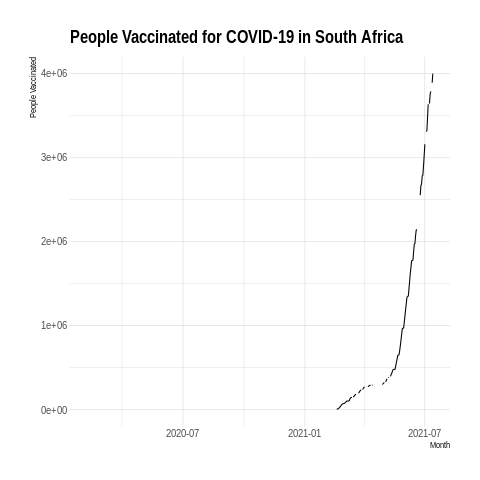 People Vaccinated for COVID-19 in South Africa
People Vaccinated
4e+06
3e+06
2e+06
1e+06
0e+00
2020-07
2021-01
2021-07
Month